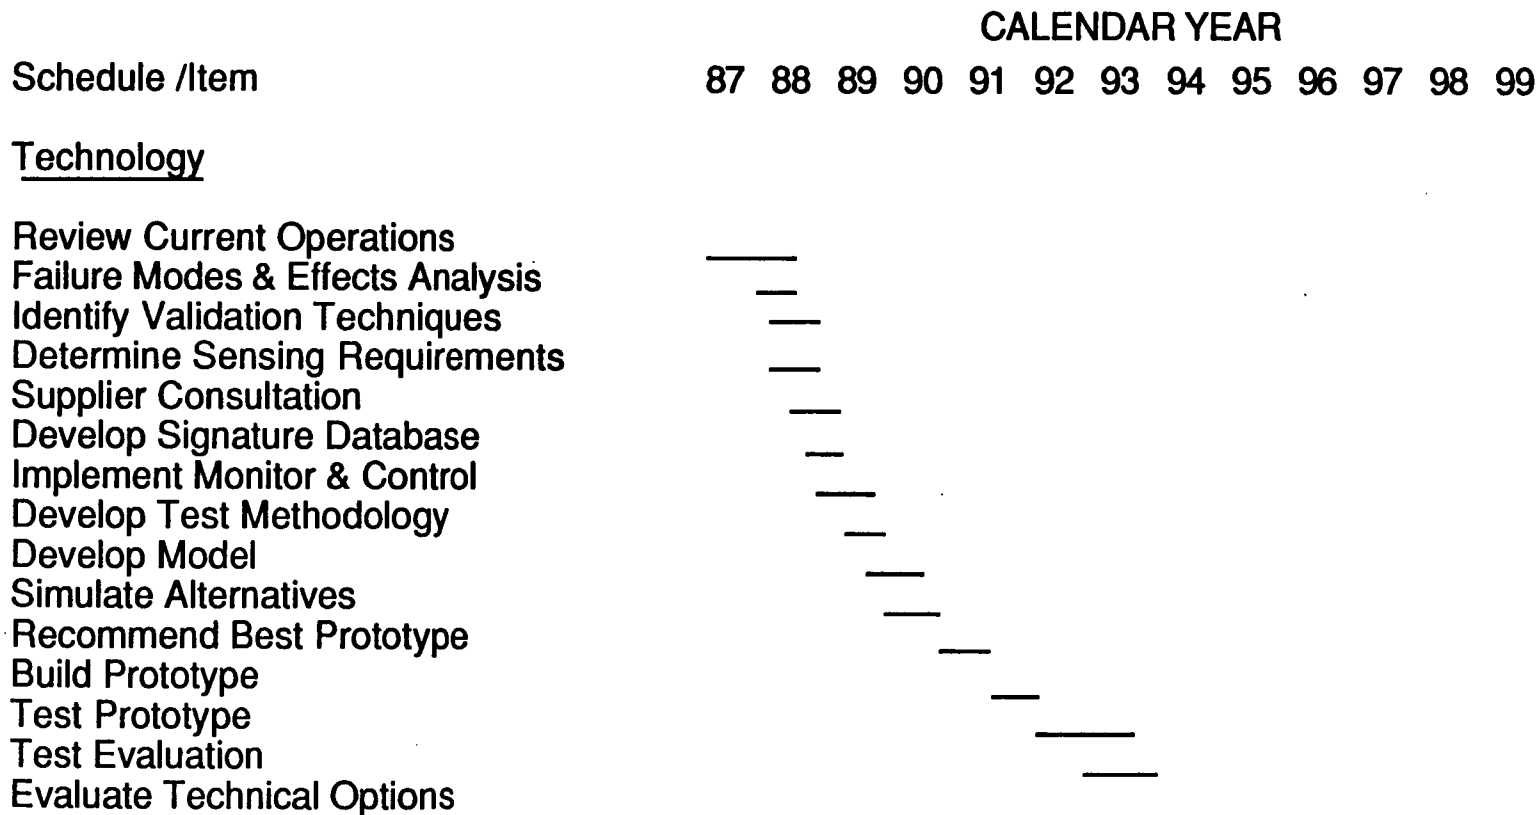 CALENDAR YEAR
Schedule /Item 87 88 89 90 91 92 93 94 95 96 97 98 99
Technology
Review Current Operations
Failure Modes & Effects Analysis
Identify Validation Techniques
Determine Sensing Requirements
Supplier Consultation
Develop Signature Database
Implement Monitor & Control
Develop Test Methodology
Develop Model
Simulate Alternatives
Recommend Best Prototype
Build Prototype
Test Prototype
Test Evaluation
Evaluate Technical Options